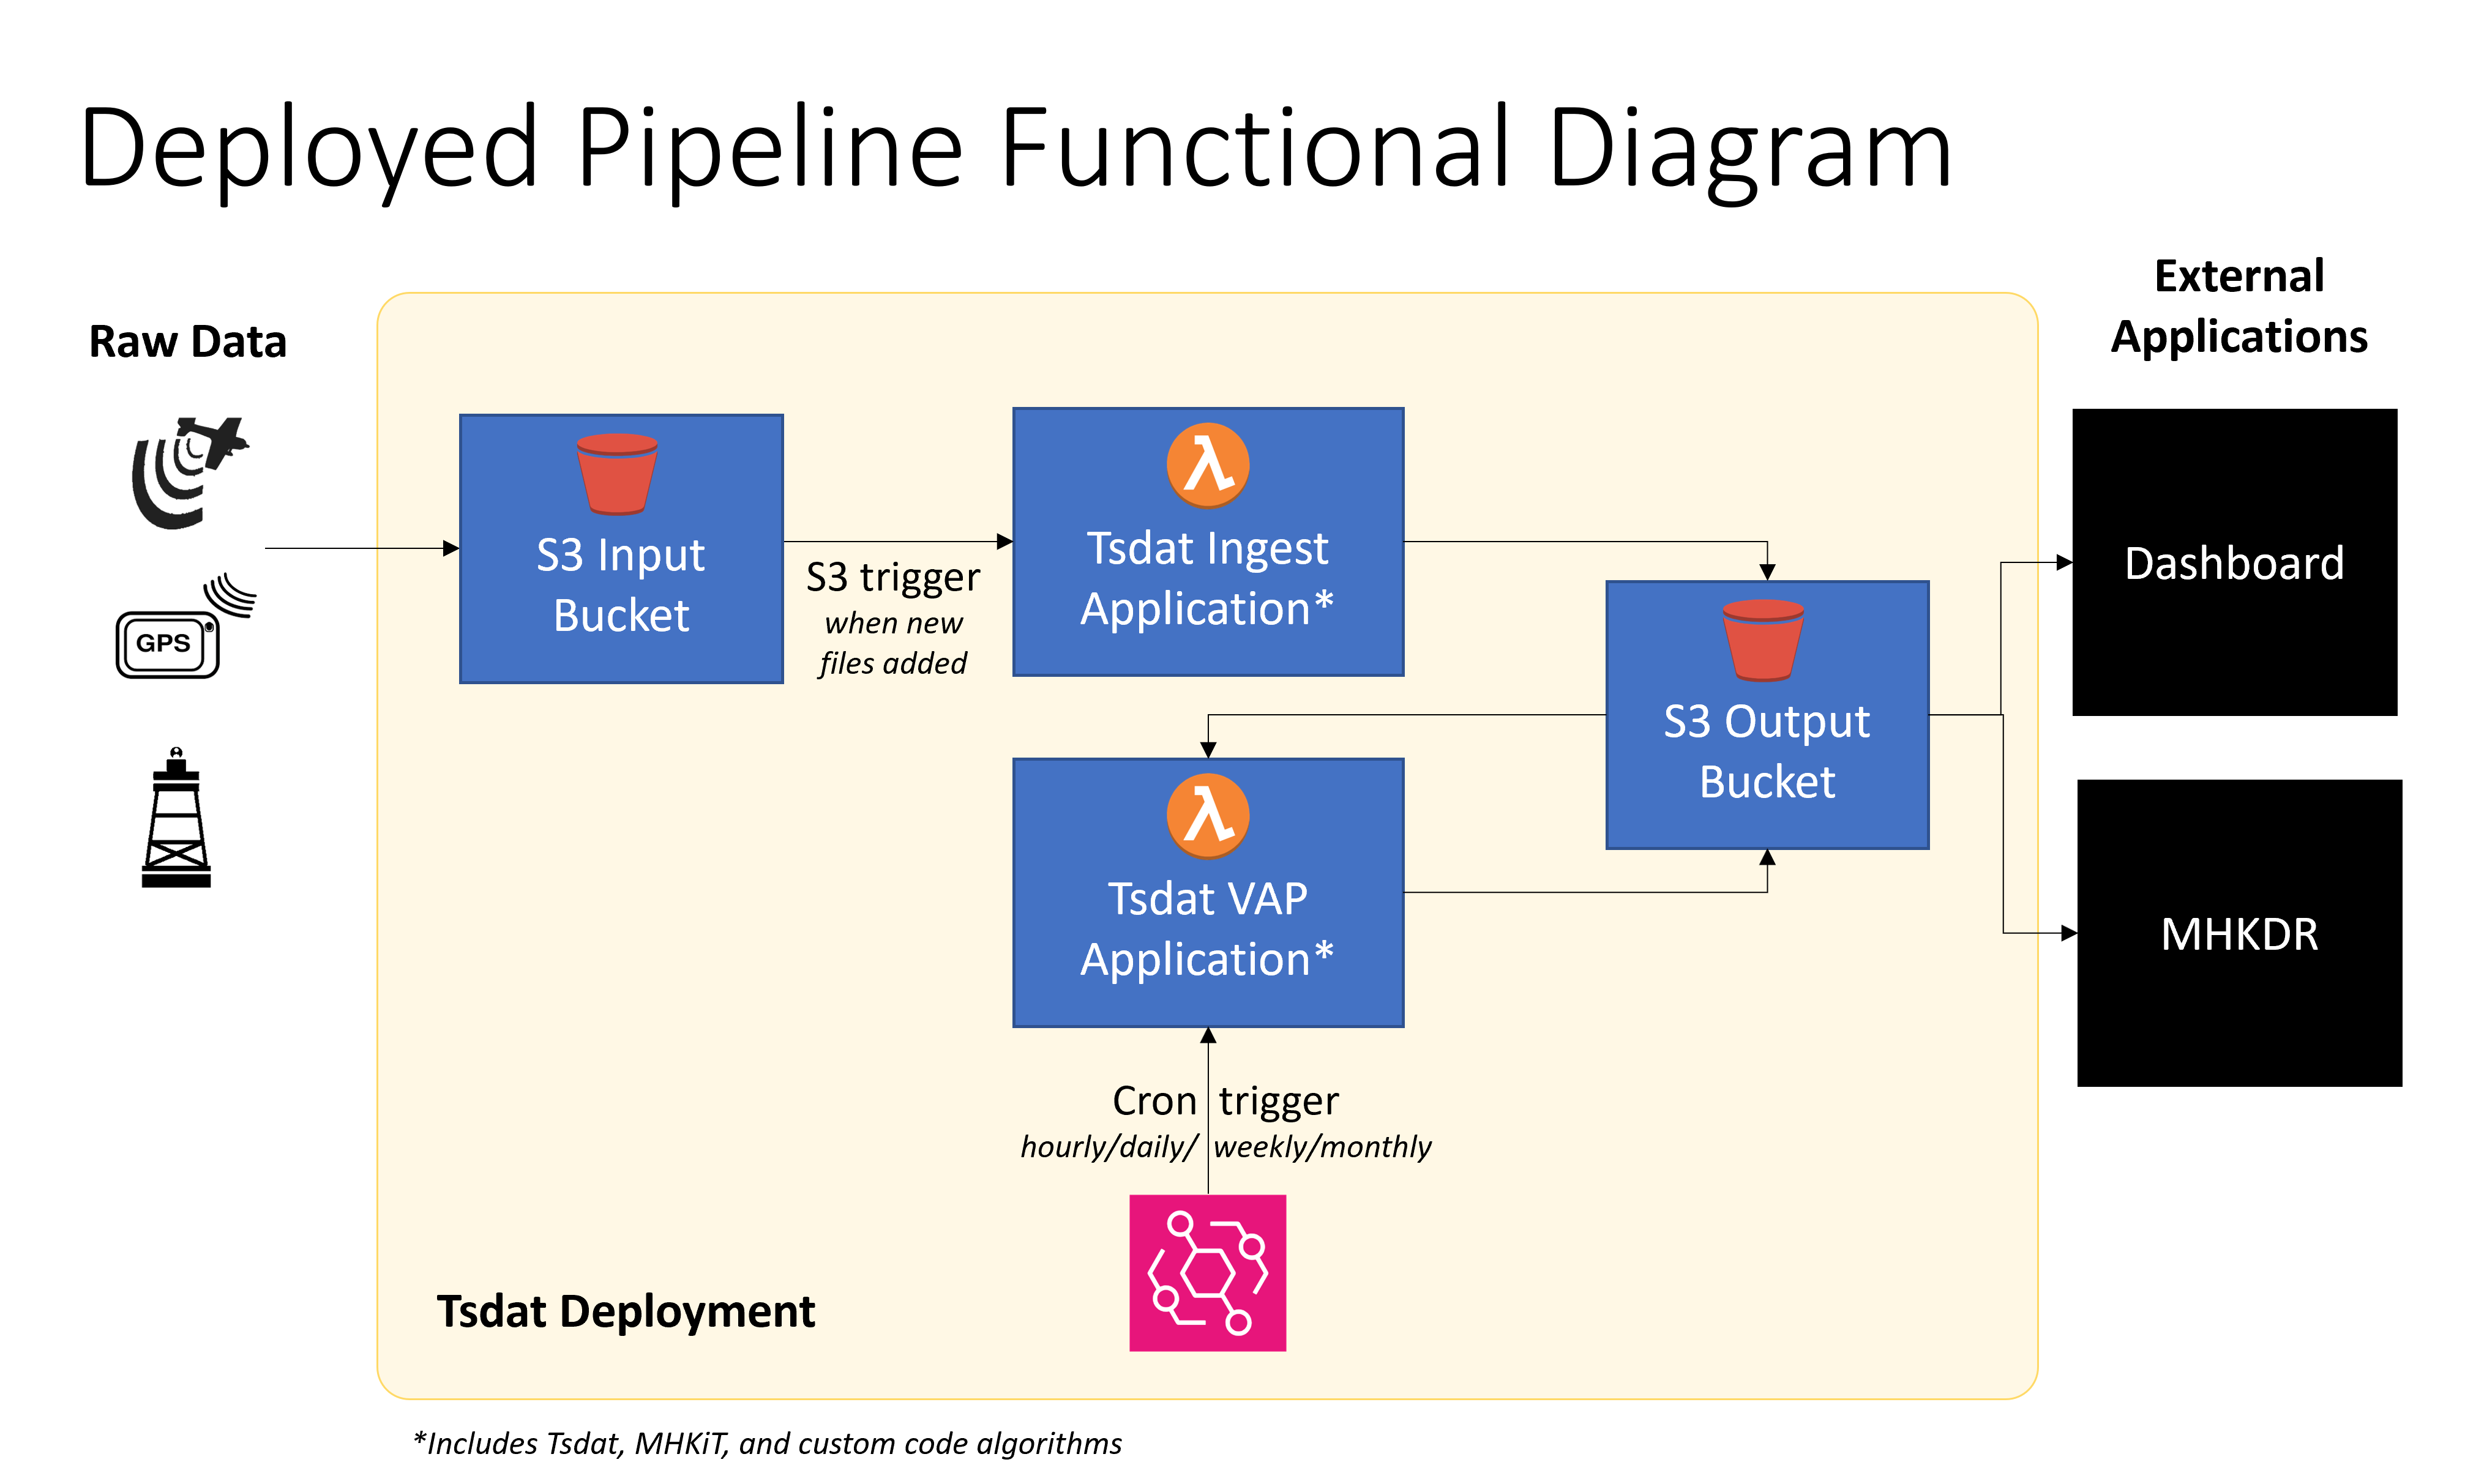 Deployed Pipeline Functional Diagram
Raw Data
GPS
S3 Input
Bucket
S3 trigger
when new
files added
Tsdat Ingest
Application*
S3 Output
Bucket
Tsdat VAP
Application*
Cron trigger
hourly/daily/ weekly/monthly
Tsdat Deployment
External
Applications
Dashboard
MHKDR
*Includes Tsdat, MHKiT, and custom code algorithms